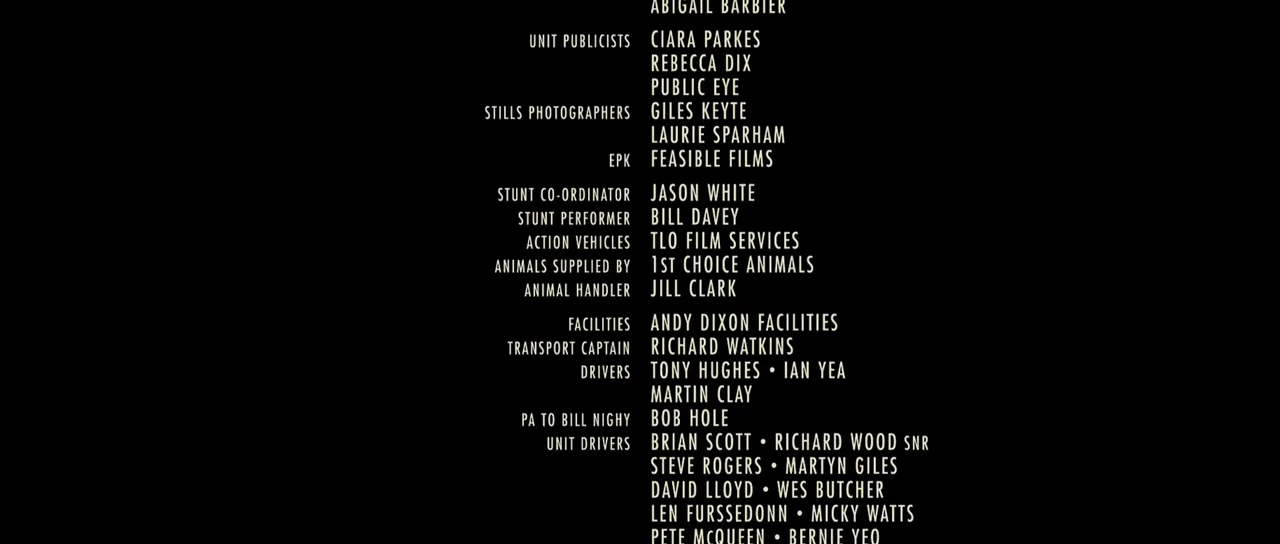 ABIGAIL BARBIER
UNIT PUBLICISTS CIARA PARKES
REBECCA DIX
PUBLIC EYE
STILLS PHOTOGRAPHERS GILES KEYTE
LAURIE SPARHAM
EPK FEASIBLE FILMS
STUNT CO-ORDINATOR JASON WHITE
STUNT PERFORMER BILL DAVEY
ACTION VEHICLES TLO FILM SERVICES
ANIMALS SUPPLIED BY 1ST CHOICE ANIMALS
ANIMAL HANDLER JILL CLARK
FACILITIES ANDY DIXON FACILITIES
TRANSPORT CAPTAIN RICHARD WATKINS
DRIVERS TONY HUGHES • IAN YEA
MARTIN CLAY
PA TO BILL NIGHY BOB HOLE
UNIT DRIVERS BRIAN SCOTT • RICHARD WOOD SNR
STEVE ROGERS • MARTYN GILES
DAVID LLOYD • WES BUTCHER
LEN FURSSEDONN • MICKY WATTS
PETE McQUEEN • BERNIE YEO